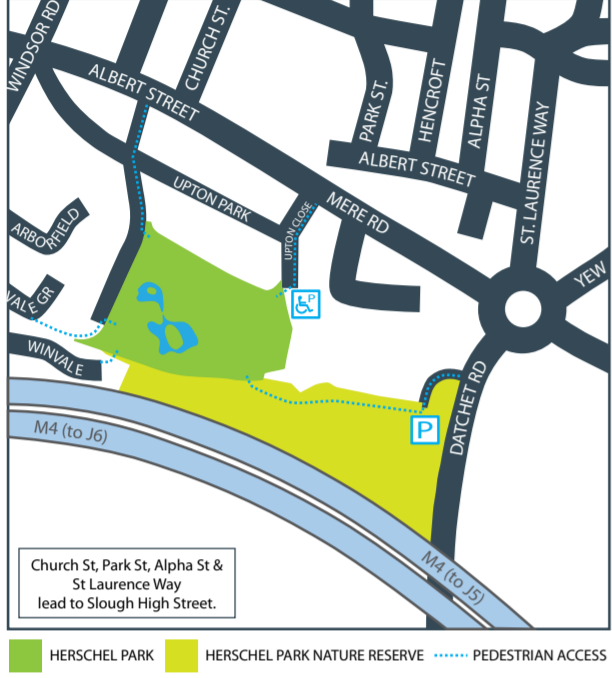 WINDSOR RD
CHURCH ST.
ALBERT STREET
PARK ST.
HENCROFT
ALPHA ST
ALBERT STREET
ST. LAURENCE WAY
UPTON PARK
UPTON CLOSE
MERE RD
ARBORFIELD
YEW
VALE GR
P
WINVALE
DATCHET RD
P
M4 (to J6)
M4 (to J5)
Church St, Park St, Alpha St &
St Laurence Way
lead to Slough High Street.
HERSCHEL PARK
HERSCHEL PARK NATURE RESERVE
PEDESTRIAN ACCESS